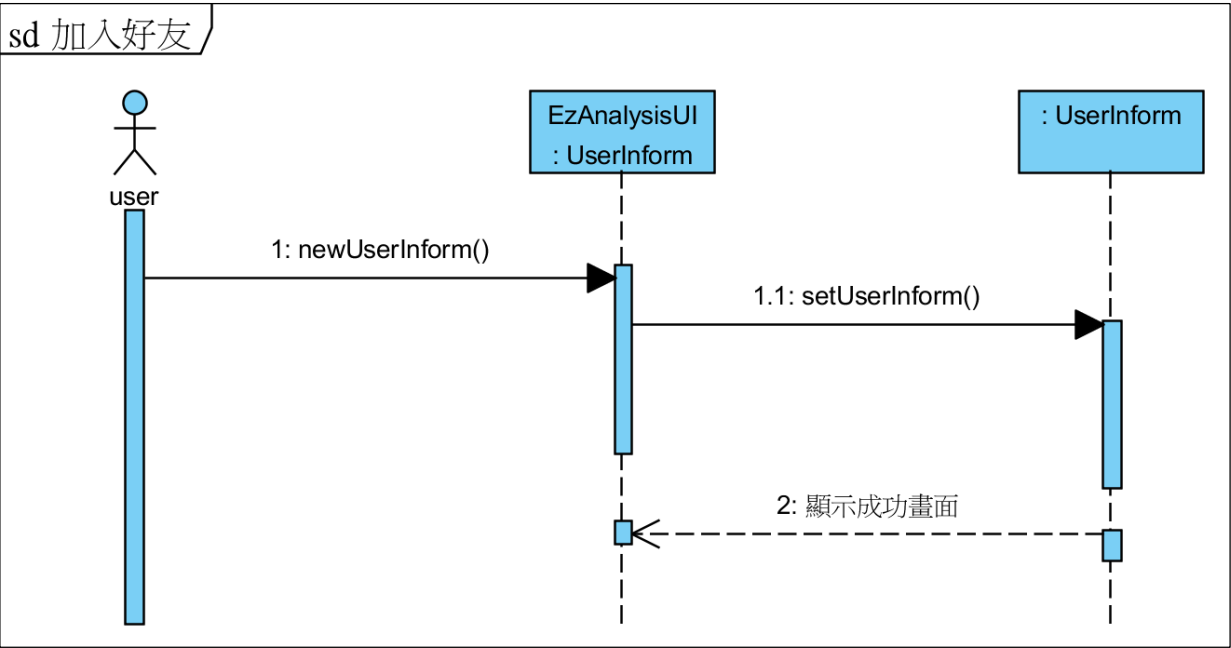 sd 加入好友
user
EzAnalysisUI
: UserInform
: UserInform
1: newUserInform()
1.1: setUserInform()
2: 顯示成功畫面